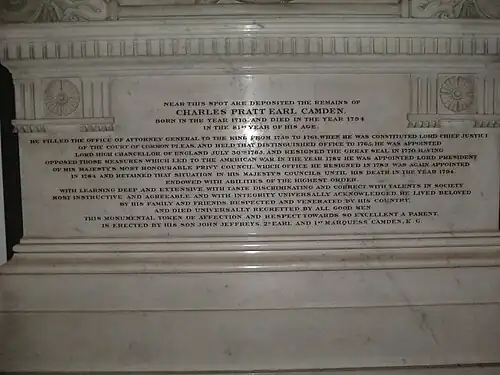 NEAR THIS SPOT ARE DEPOSITED THE REMAINS OF
CHARLES PRATT EARL CAMDEN.
BORN IN THE YEAR 1713, AND DIED IN THE YEAR 1794
IN THE 81ST YEAR OF HIS AGE.
HE FILLED THE OFFICE OF ATTORNEY GENERAL TO THE KING FROM 1759 TO 1761, WHEN HE WAS CONSTITUTED LORD CHIEF JUSTICE
OF THE COURT OF COMMON PLEAS, AND HELD THAT DISTINGUISHED OFFICE TO 1765. HE WAS APPOINTED
LORD HIGH CHANCELLOR OF ENGLAND JULY 30TH 1765, AND RESIGNED THE GREAT SEAL IN 1770. HAVING
OPPOSED THOSE MEASURES WHICH LED TO THE AMERICAN WAR IN THE YEAR 1782 HE WAS APPOINTED LORD PRESIDENT
OF HIS MAJESTY'S MOST HONOURABLE PRIVY COUNCIL WHICH OFFICE HE RESIGNED IN 1783 WAS AGAIN APPOINTED
IN 1784 AND RETAINED THAT SITUATION IN HIS MAJESTY'S COUNCILS UNTIL HIS DEATH IN THE YEAR 1794.
ENDOWED WITH ABILITIES OF THE HIGHEST ORDER,
WITH LEARNING DEEP AND EXTENSIVE, WITH TASTE DISCRIMINATING AND CORRECT WITH TALENTS IN SOCIETY
MOST INSTRUCTIVE AND AGREEABLE, AND WITH INTEGRITY UNIVERSALLY ACKNOWLEDGED, HE LIVED BELOVED
BY HIS FAMILY AND FRIENDS, RESPECTED AND VENERATED BY HIS COUNTRY,
AND DIED UNIVERSALLY REGRETTED BY ALL GOOD MEN
THIS MONUMENTAL TOKEN OF AFFECTION AND RESPECT TOWARDS SO EXCELLENT A PARENT,
IS ERECTED BY HIS SON JOHN JEFFREYS, 2D EARL AND 1ST MARQUESS CAMDEN, K. G.